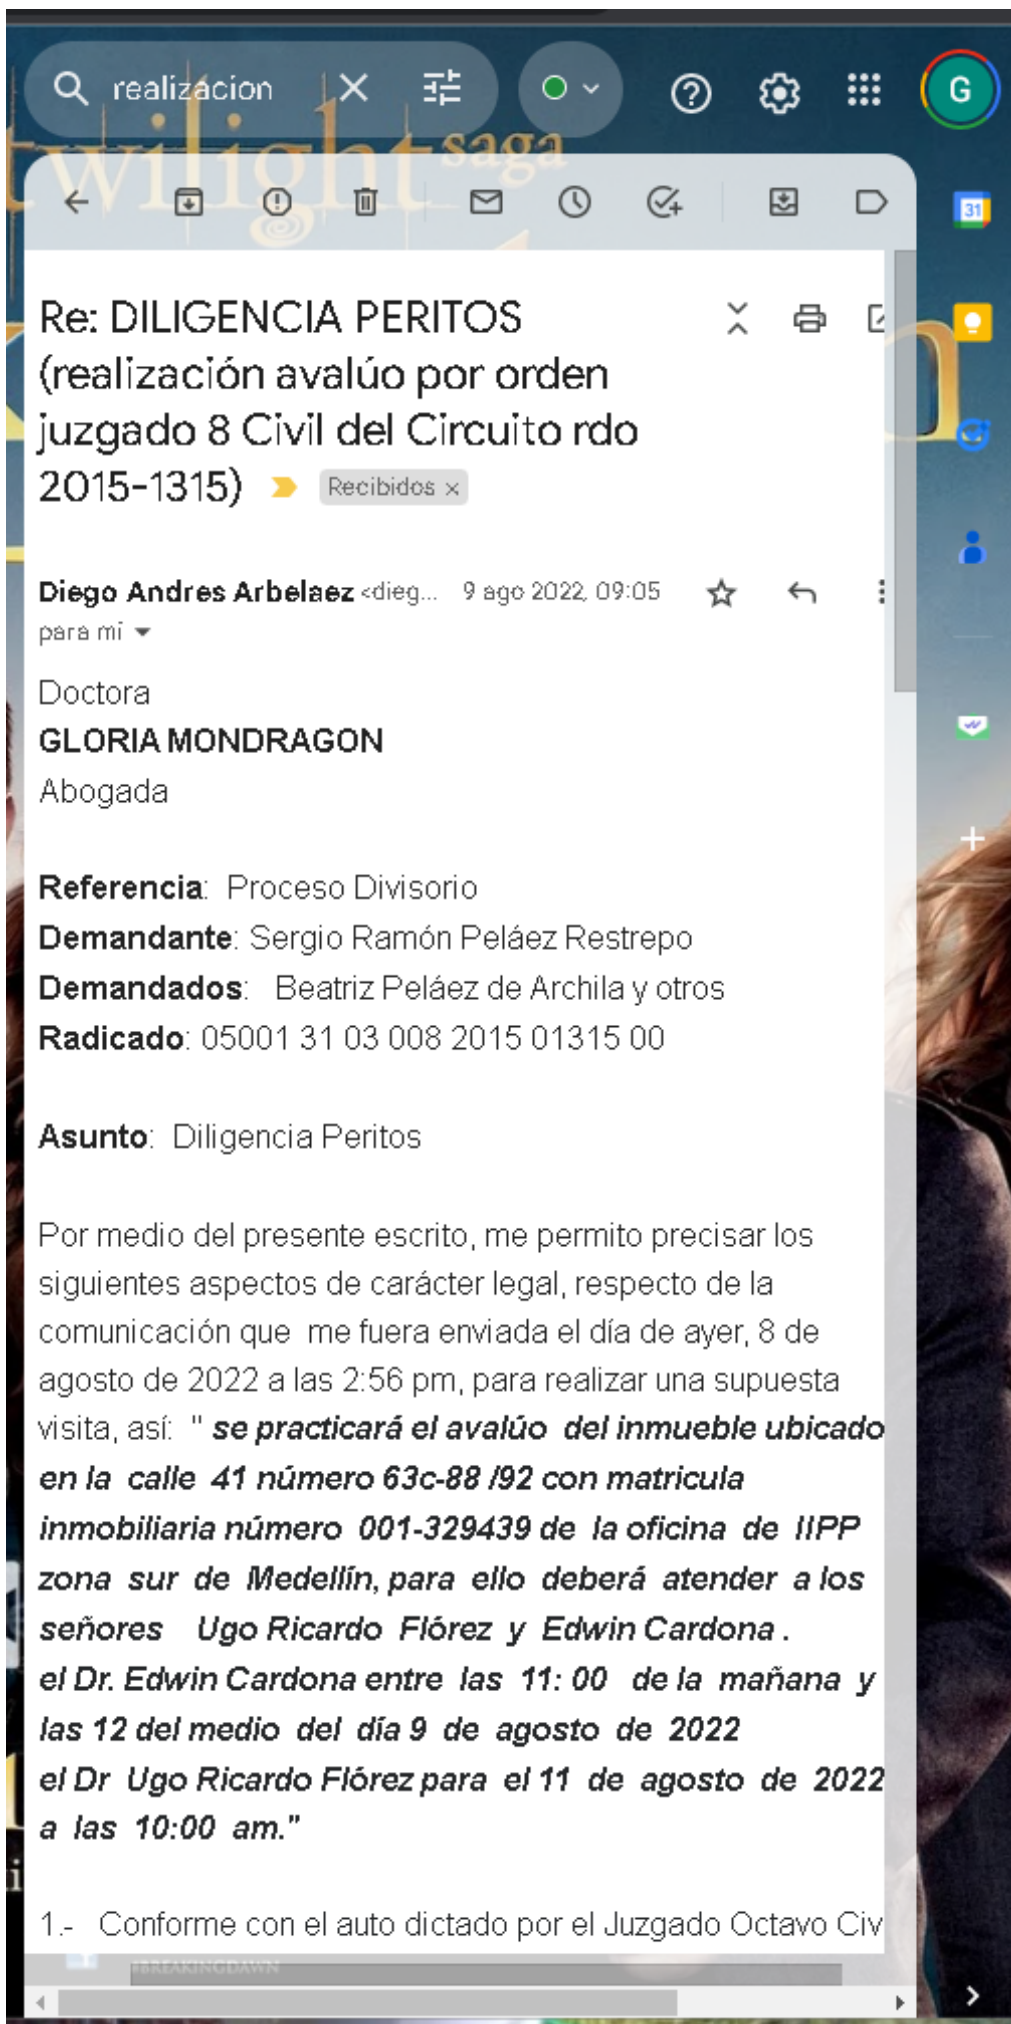 realizacion
twilight saga
G
31
Re: DILIGENCIA PERITOS
(realización avalúo por orden
juzgado 8 Civil del Circuito rdo
2015-1315)
Recibidos ×
Diego Andres Arbelaez <dieg... 9 ago 2022, 09:05
para mi
Doctora
GLORIA MONDRAGON
Abogada
Referencia: Proceso Divisorio
Demandante: Sergio Ramón Peláez Restrepo
Demandados: Beatriz Peláez de Archila y otros
Radicado: 05001 31 03 008 2015 01315 00
Asunto: Diligencia Peritos
Por medio del presente escrito, me permito precisar los
siguientes aspectos de carácter legal, respecto de la
comunicación que me fuera enviada el día de ayer, 8 de
agosto de 2022 a las 2:56 pm, para realizar una supuesta
visita, así: " se practicará el avalúo del inmueble ubicado
en la calle 41 número 63c-88 /92 con matricula
inmobiliaria número 001-329439 de la oficina de IIPP
zona sur de Medellín, para ello deberá atender a los
señores Ugo Ricardo Flórez y Edwin Cardona .
el Dr. Edwin Cardona entre las 11: 00 de la mañana y
las 12 del medio del día 9 de agosto de 2022
el Dr Ugo Ricardo Flórez para el 11 de agosto de 2022
a las 10:00 am."
1.- Conforme con el auto dictado por el Juzgado Octavo Civ
#BREAKINGDAWN